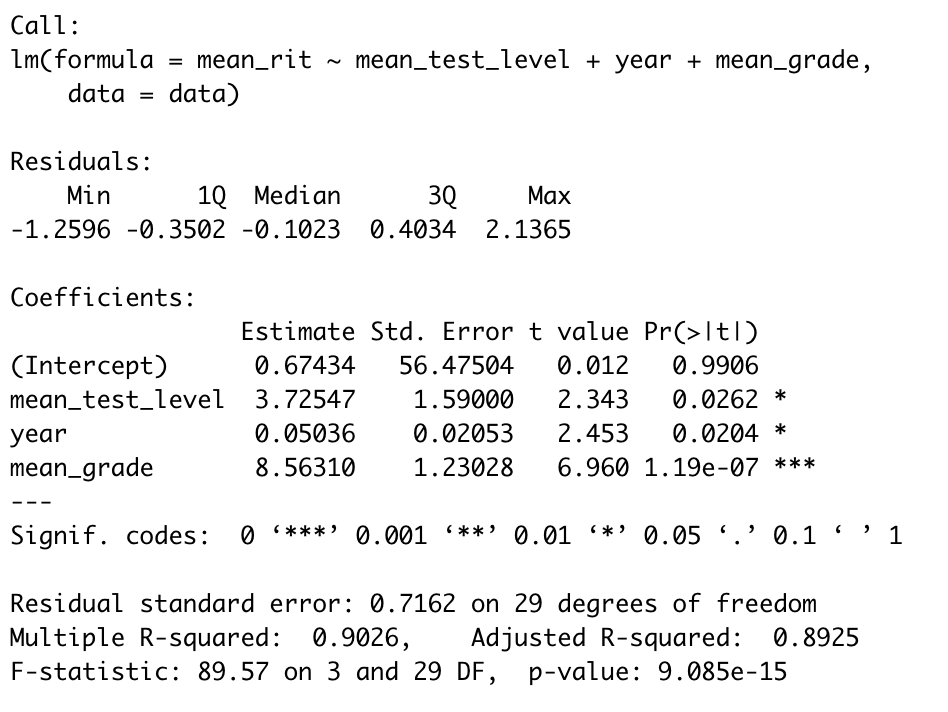 Call:
lm(formula = mean_rit ~ mean_test_level + year + mean_grade,
    data = data)

Residuals:
    Min      1Q  Median      3Q     Max
-1.2596 -0.3502 -0.1023  0.4034  2.1365

Coefficients:
                Estimate Std. Error t value Pr(>|t|)
(Intercept)      0.67434   56.47504   0.012   0.9906
mean_test_level  3.72547    1.59000   2.343   0.0262 *
year             0.05036    0.02053   2.453   0.0204 *
mean_grade       8.56310    1.23028   6.960 1.19e-07 ***
---
Signif. codes:  0 ‘***’ 0.001 ‘**’ 0.01 ‘*’ 0.05 ‘.’ 0.1 ‘ ’ 1

Residual standard error: 0.7162 on 29 degrees of freedom
Multiple R-squared:  0.9026,    Adjusted R-squared:  0.8925
F-statistic: 89.57 on 3 and 29 DF,  p-value: 9.085e-15